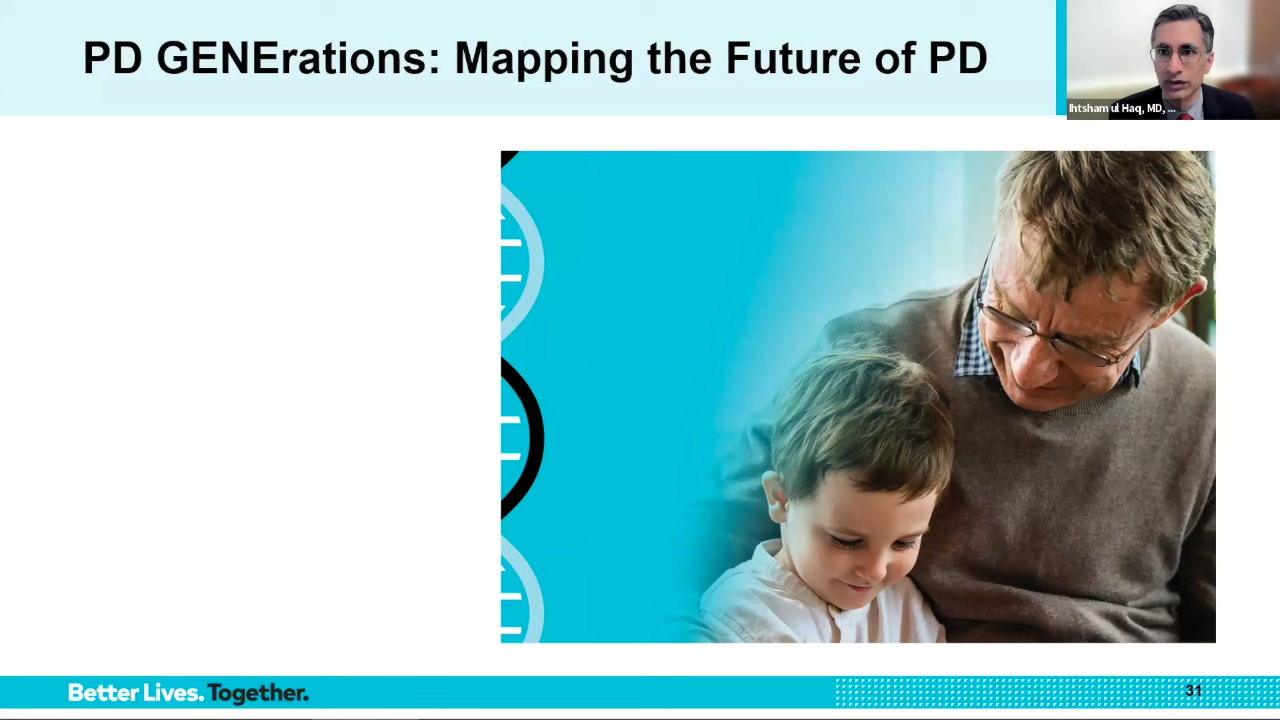 PD GENErations: Mapping the Future of PD
Ihtsham ul Haq, MD, ...
Better Lives. Together.
31